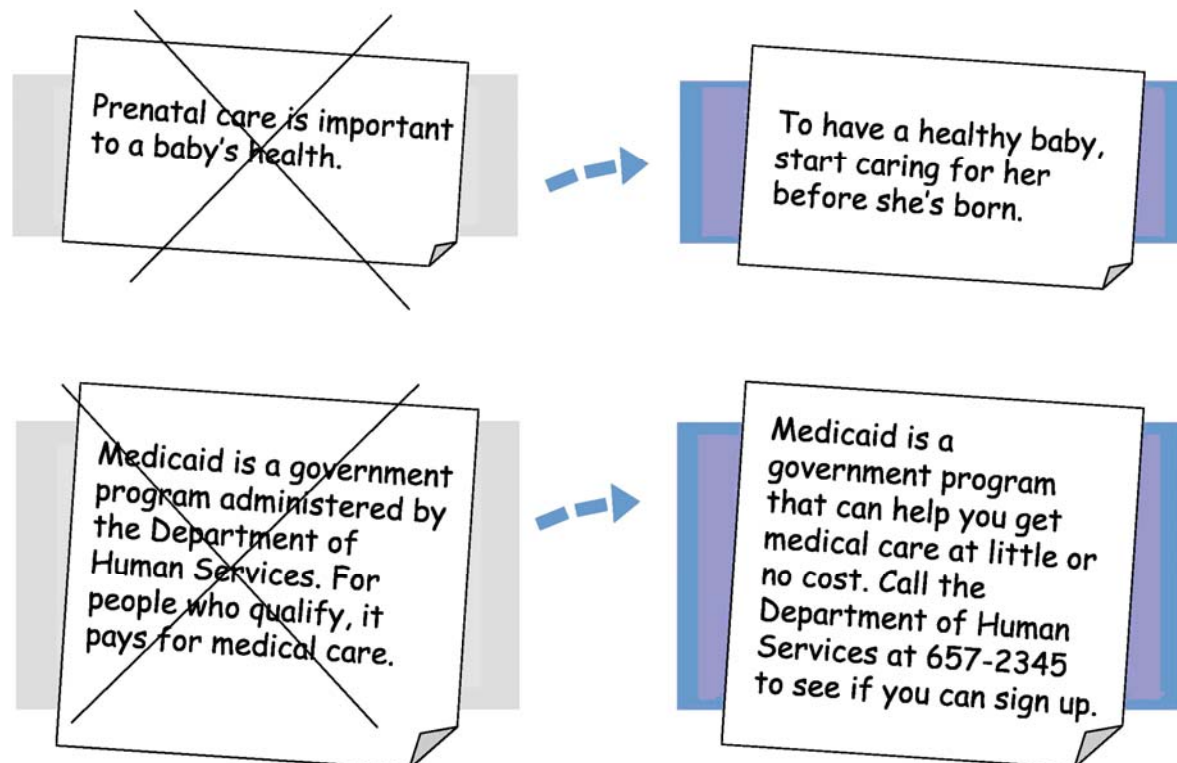 Prenatal care is important
to a baby's health.
To have a healthy baby,
start caring for her
before she's born.
Medicaid is a government
program administered by
the Department of
Human Services. For
people who qualify, it
pays for medical care.
Medicaid is a
government program
that can help you get
medical care at little or
no cost. Call the
Department of Human
Services at 657-2345
to see if you can sign up.